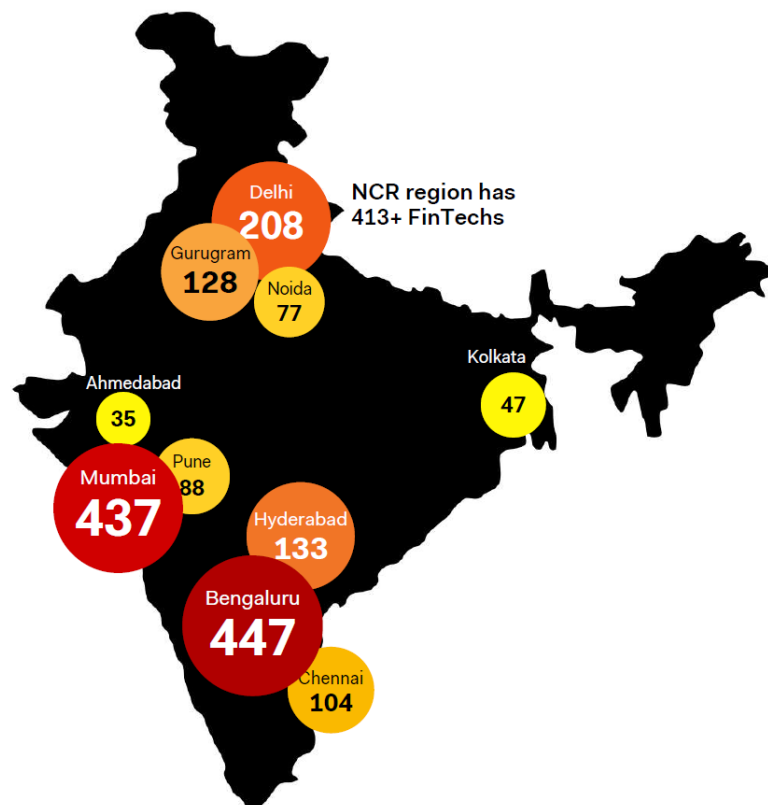 Delhi
208
NCR region has
413+ FinTechs
Gurugram
128
Noida
77
Kolkata
47
Ahmedabad
35
Pune
88
Mumbai
437
Hyderabad
133
Bengaluru
447
Chennai
104